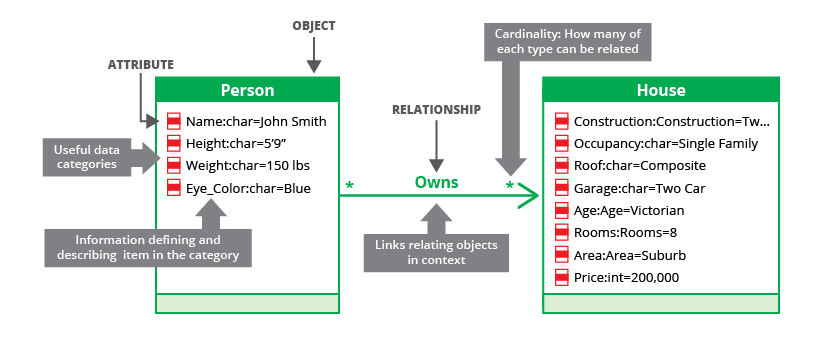 OBJECT
Cardinality: How many of
each type can be related
ATTRIBUTE
Person
House
Name:char=John Smith
Height:char=5'9”
Weight:char=150 lbs
Eye_Color:char=Blue
Useful data
categories
Information defining and
describing item in the category
RELATIONSHIP
* Owns *
Links relating objects
in context
Construction:Construction=Tw...
Occupancy:char=Single Family
Roof:char=Composite
Garage:char=Two Car
Age:Age=Victorian
Rooms:Rooms=8
Area:Area=Suburb
Price:int=200,000